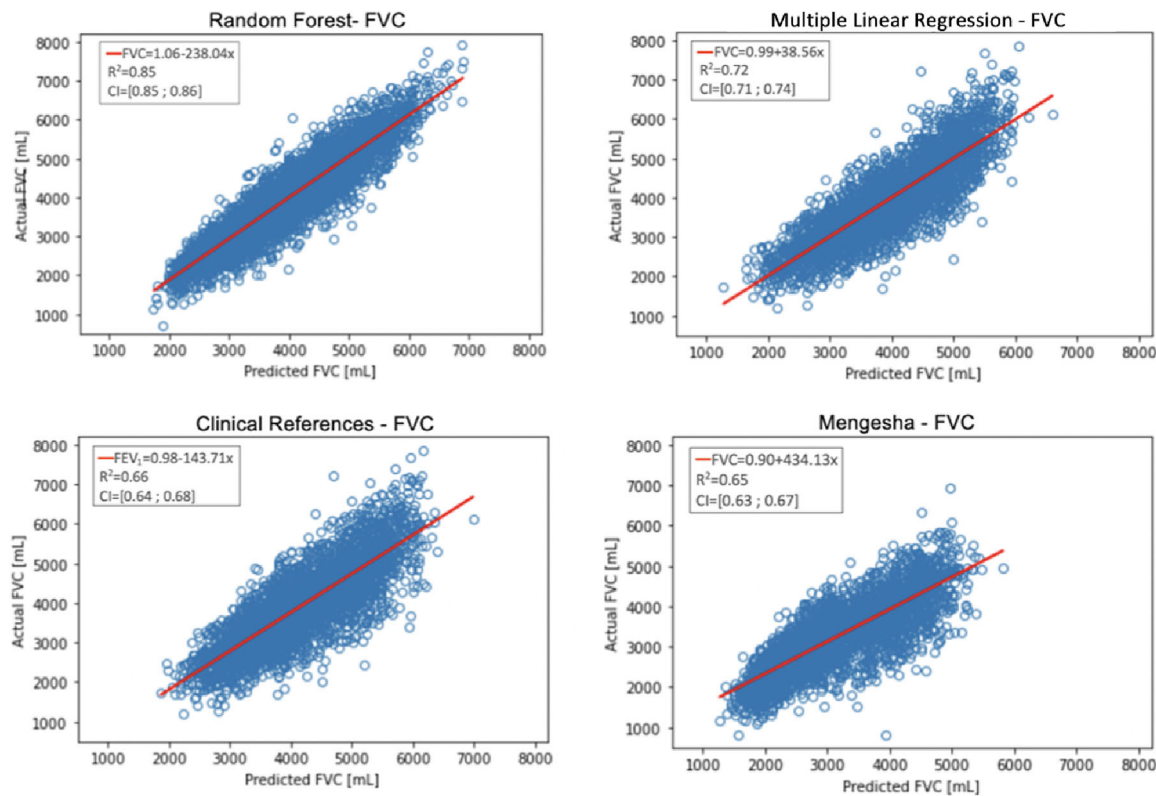 Random Forest- FVC
FVC=1.06-238.04x
R²=0.85
CI=[0.85 ; 0.86]
8000
7000
6000
5000
4000
3000
2000
1000
Actual FVC [mL]
1000 2000 3000 4000 5000 6000 7000 8000
Predicted FVC [mL]
Multiple Linear Regression - FVC
FVC=0.99+38.56x
R²=0.72
CI=[0.71 ; 0.74]
8000
7000
6000
5000
4000
3000
2000
1000
Actual FVC [mL]
1000 2000 3000 4000 5000 6000 7000 8000
Predicted FVC [mL]
Clinical References - FVC
FEV₁=0.98-143.71x
R²=0.66
CI=[0.64 ; 0.68]
8000
7000
6000
5000
4000
3000
2000
1000
Actual FVC [mL]
1000 2000 3000 4000 5000 6000 7000 8000
Predicted FVC [mL]
Mengesha - FVC
FVC=0.90+434.13x
R²=0.65
CI=[0.63 ; 0.67]
8000
7000
6000
5000
4000
3000
2000
1000
Actual FVC [mL]
1000 2000 3000 4000 5000 6000 7000 8000
Predicted FVC [mL]